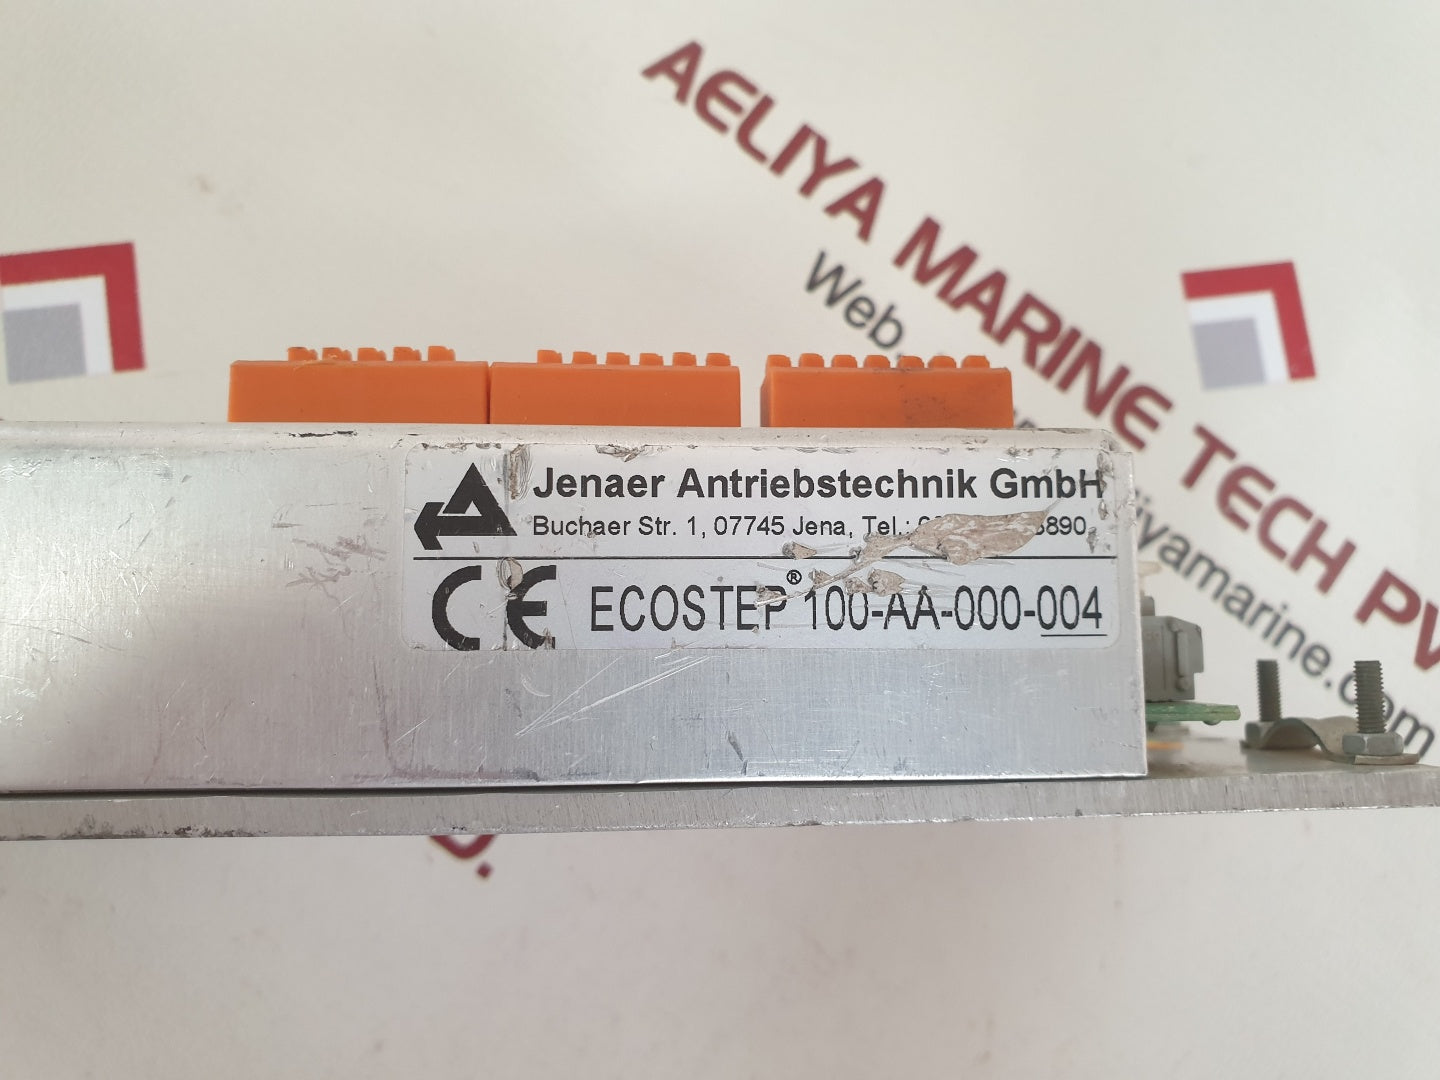 AELIYA MARINE TECH PV
Web.
iyamarine.com
D.
Jenaer Antriebstechnik GmbH
Buchaer Str. 1, 07745 Jena, Tel.:
CE ECOSTEP® 100-AA-000-004